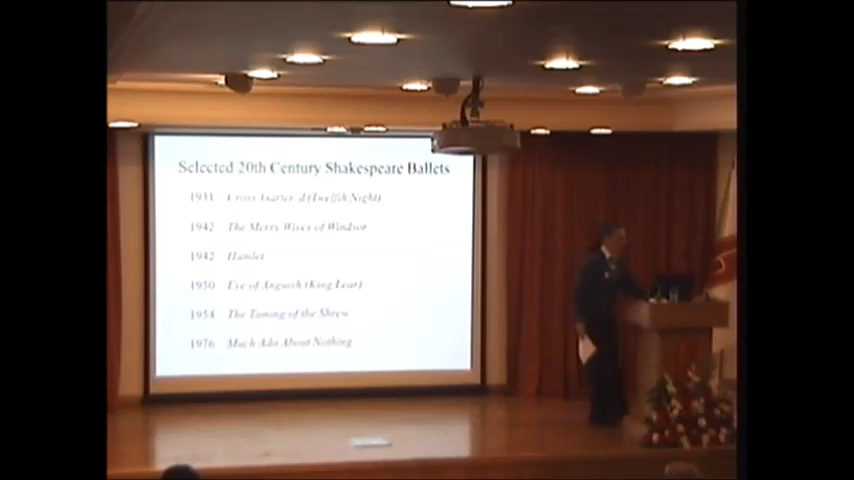 Selected 20th Century Shakespeare Ballets
1931 Cross-Garter'd (Twelfth Night)
1942 The Merry Wives of Windsor
1942 Hamlet
1950 Eve of Anguish (King Lear)
1954 The Taming of the Shrew
1976 Much Ado About Nothing